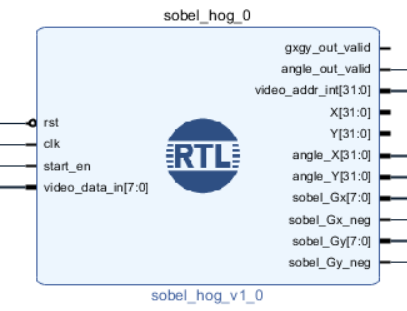 sobel_hog_0
rst
clk
start_en
video_data_in[7:0]
RTL
gxgy_out_valid
angle_out_valid
video_addr_int[31:0]
X[31:0]
Y[31:0]
angle_X[31:0]
angle_Y[31:0]
sobel_Gx[7:0]
sobel_Gx_neg
sobel_Gy[7:0]
sobel_Gy_neg
sobel_hog_v1_0